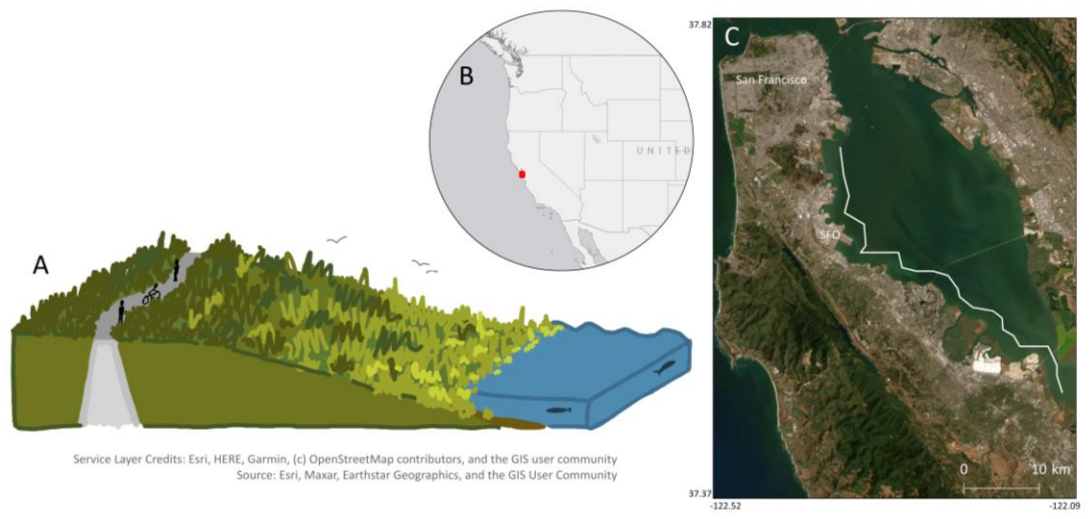 A
B
UNITED
C
37.82
San Francisco
SFO
0 10 km
37.37
-122.52 -122.09
Service Layer Credits: Esri, HERE, Garmin, (c) OpenStreetMap contributors, and the GIS user community
Source: Esri, Maxar, Earthstar Geographics, and the GIS User Community